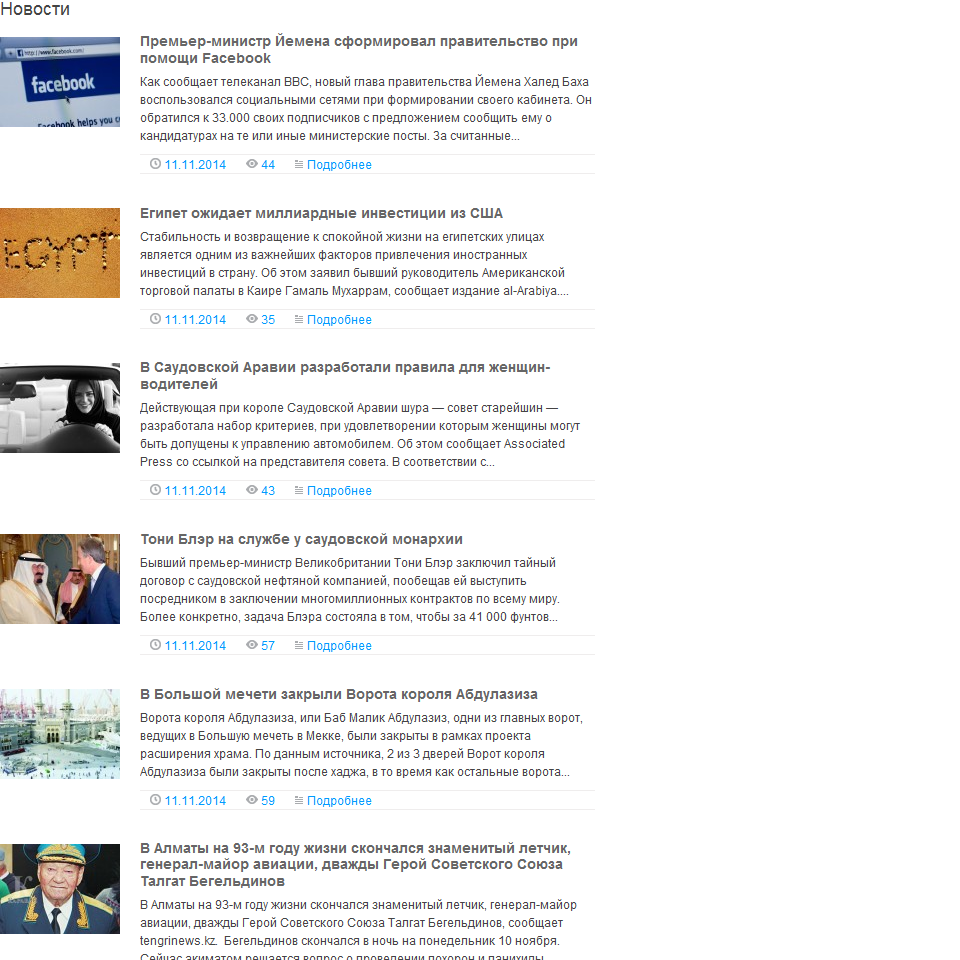 Новости
http://www.facebook.com/
facebook
Facebook helps you c
Премьер-министр Йемена сформировал правительство при
помощи Facebook
Как сообщает телеканал BBC, новый глава правительства Йемена Халед Баха
воспользовался социальными сетями при формировании своего кабинета. Он
обратился к 33.000 своих подписчиков с предложением сообщить ему о
кандидатурах на те или иные министерские посты. За считанные...
11.11.2014 44 Подробнее
EGYPT
Египет ожидает миллиардные инвестиции из США
Стабильность и возвращение к спокойной жизни на египетских улицах
является одним из важнейших факторов привлечения иностранных
инвестиций в страну. Об этом заявил бывший руководитель Американской
торговой палаты в Каире Гамаль Мухаррам, сообщает издание al-Arabiya....
11.11.2014 35 Подробнее
В Саудовской Аравии разработали правила для женщин-
водителей
Действующая при короле Саудовской Аравии шура — совет старейшин —
разработала набор критериев, при удовлетворении которым женщины могут
быть допущены к управлению автомобилем. Об этом сообщает Associated
Press со ссылкой на представителя совета. В соответствии с...
11.11.2014 43 Подробнее
Тони Блэр на службе у саудовской монархии
Бывший премьер-министр Великобритании Тони Блэр заключил тайный
договор с саудовской нефтяной компанией, пообещав ей выступить
посредником в заключении многомиллионных контрактов по всему миру.
Более конкретно, задача Блэра состояла в том, чтобы за 41 000 фунтов...
11.11.2014 57 Подробнее
В Большой мечети закрыли Ворота короля Абдулазиза
Ворота короля Абдулазиза, или Баб Малик Абдулазиз, одни из главных ворот,
ведущих в Большую мечеть в Мекке, были закрыты в рамках проекта
расширения храма. По данным источника, 2 из 3 дверей Ворот короля
Абдулазиза были закрыты после хаджа, в то время как остальные ворота...
11.11.2014 59 Подробнее
В Алматы на 93-м году жизни скончался знаменитый летчик,
генерал-майор авиации, дважды Герой Советского Союза
Талгат Бегельдинов
В Алматы на 93-м году жизни скончался знаменитый летчик, генерал-майор
авиации, дважды Герой Советского Союза Талгат Бегельдинов, сообщает
tengrinews.kz. Бегельдинов скончался в ночь на понедельник 10 ноября.
Сейчас акиматом решается вопрос о проведении похорон и панихиды